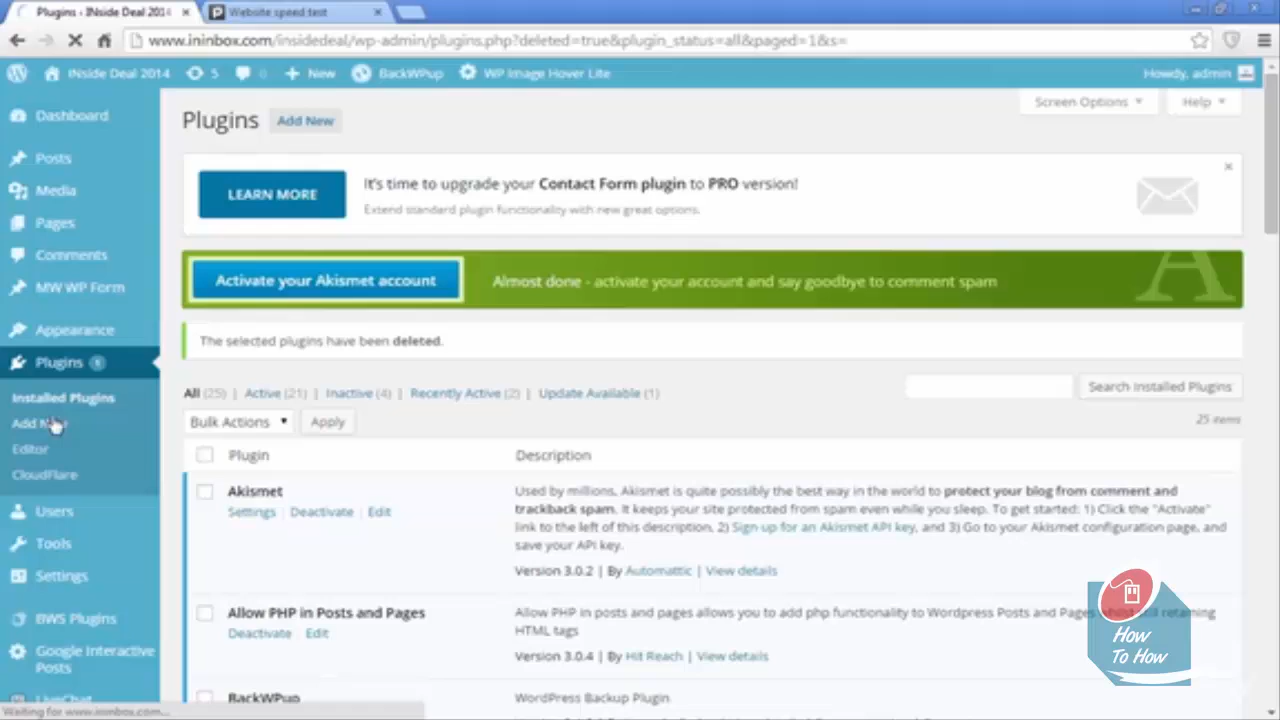 Plugins ‹ INside Deal 2014
Website speed test
www.ininbox.com/insidedeal/wp-admin/plugins.php?deleted=true&plugin_status=all&paged=1&s=
INside Deal 2014
5
0
New
BackWPup
WP Image Hover Lite
Howdy, admin
Dashboard
Posts
Media
Pages
Comments
MW WP Form
Appearance
Plugins
Installed Plugins
Add
Editor
CloudFlare
Users
Tools
Settings
BWS Plugins
Google Interactive
Posts
LiveChat
Screen Options
Help
Plugins Add New
LEARN MORE
It's time to upgrade your Contact Form plugin to PRO version!
Extend standard plugin functionality with new great options.
Activate your Akismet account
Almost done - activate your account and say goodbye to comment spam
A
The selected plugins have been deleted.
All (25) | Active (21) | Inactive (4) | Recently Active (2) | Update Available (1)
Search Installed Plugins
Bulk Actions
Apply
25 items
Plugin
Description
Akismet
Settings | Deactivate | Edit
Used by millions, Akismet is quite possibly the best way in the world to protect your blog from comment and
trackback spam. It keeps your site protected from spam even while you sleep. To get started: 1) Click the "Activate"
link to the left of this description, 2) Sign up for an Akismet API key, and 3) Go to your Akismet configuration page, and
save your API key.
Version 3.0.2 | By Automattic | View details
Allow PHP in Posts and Pages
Deactivate | Edit
Allow PHP in posts and pages allows you to add php functionality to Wordpress Posts and Pages whilst still retaining
HTML tags
Version 3.0.4 | By Hit Reach | View details
BackWPup
WordPress Backup Plugin
How
To How
Waiting for www.ininbox.com...